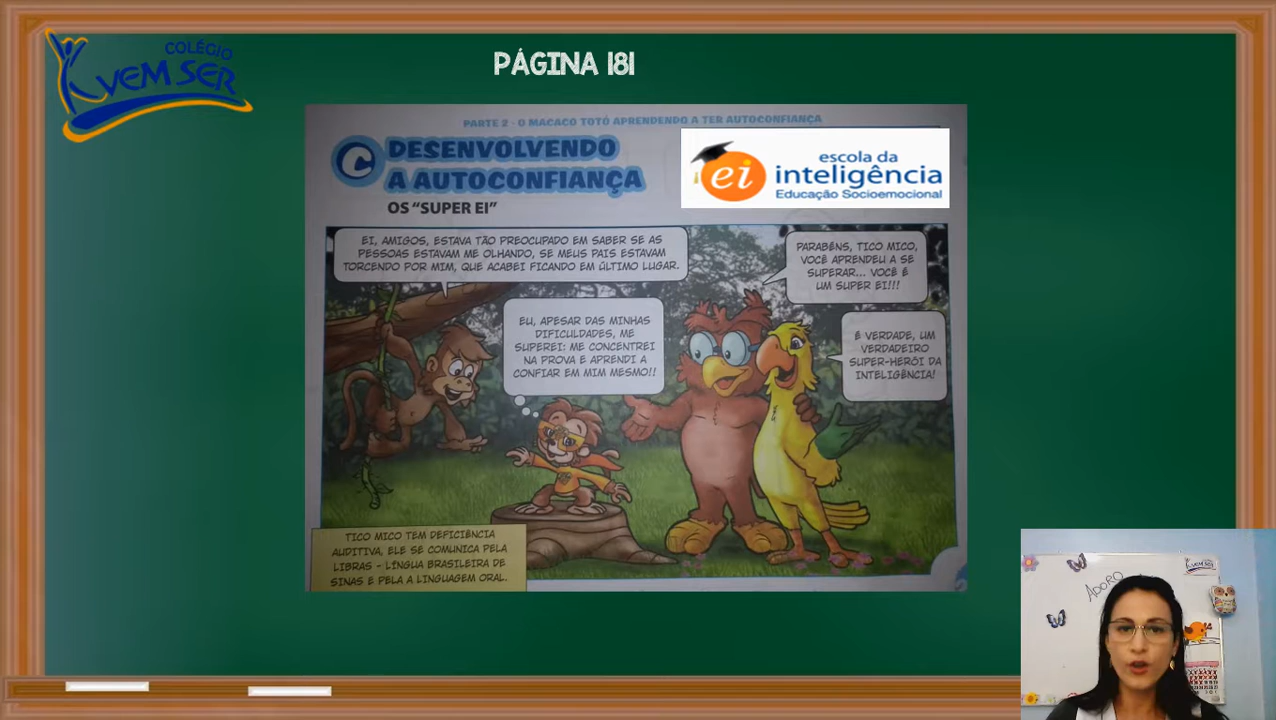 COLÉGIO
VEM SER
PÁGINA 181
PARTE 2 - O MACACO TOTÓ APRENDENDO A TER AUTOCONFIANÇA
C DESENVOLVENDO
A AUTOCONFIANÇA
OS "SUPER EI"
ei
escola da
inteligência
Educação Socioemocional
EI, AMIGOS, ESTAVA TÃO PREOCUPADO EM SABER SE AS
PESSOAS ESTAVAM ME OLHANDO, SE MEUS PAIS ESTAVAM
TORCENDO POR MIM, QUE ACABEI FICANDO EM ÚLTIMO LUGAR.
PARABÉNS, TICO MICO,
VOCÊ APRENDEU A SE
SUPERAR... VOCÊ É
UM SUPER EI!!!
EU, APESAR DAS MINHAS
DIFICULDADES, ME
SUPEREI: ME CONCENTREI
NA PROVA E APRENDI A
CONFIAR EM MIM MESMO!!
É VERDADE, UM
VERDADEIRO
SUPER-HERÓI DA
INTELIGÊNCIA!
TICO MICO TEM DEFICIÊNCIA
AUDITIVA, ELE SE COMUNICA PELA
LIBRAS - LÍNGUA BRASILEIRA DE
SINAS E PELA A LINGUAGEM ORAL.
ADORO
VEM SER